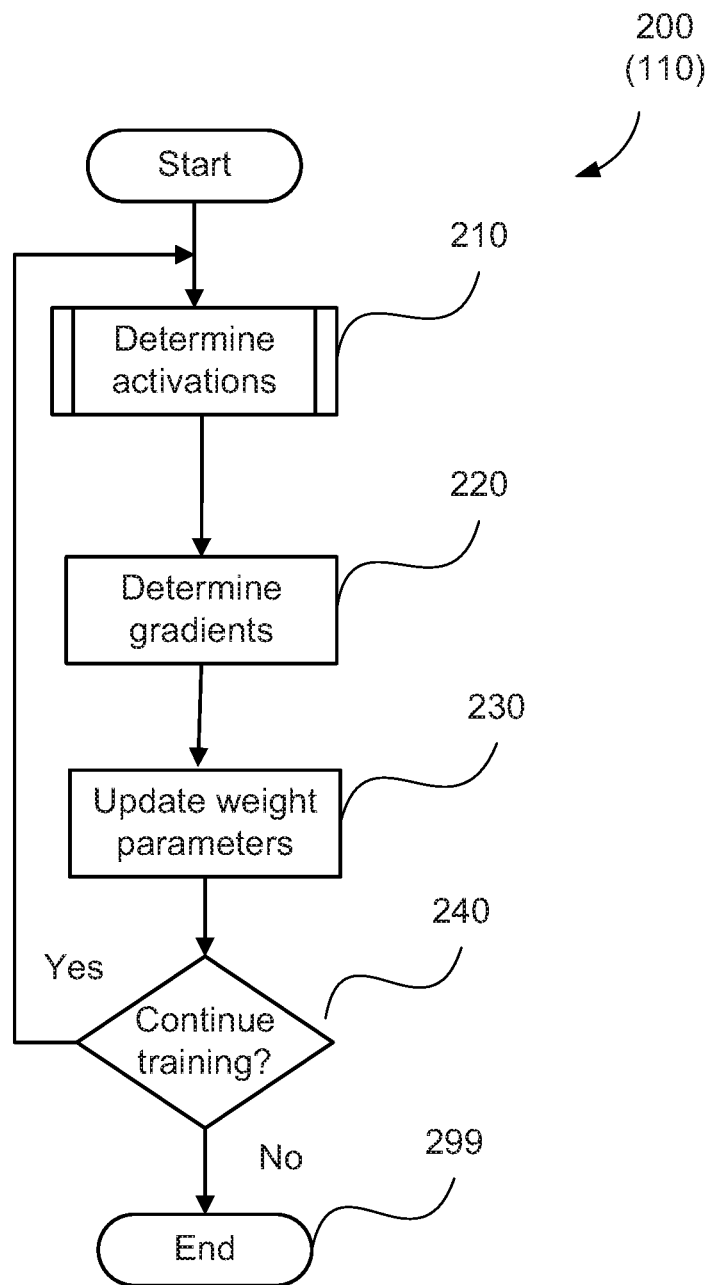 200
(110)
Start
210
Determine
activations
220
Determine
gradients
230
Update weight
parameters
240
Yes
Continue
training?
No
299
End